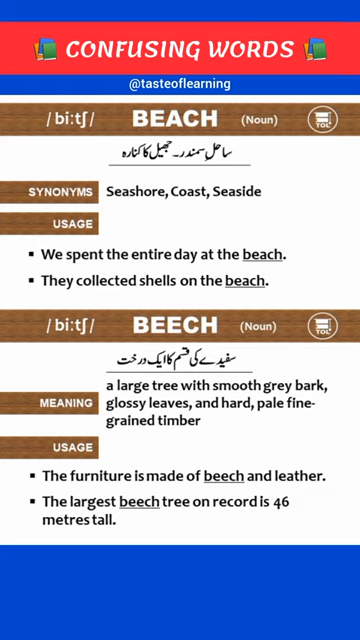 📚 CONFUSING WORDS 📚
@tasteoflearning
/biːtʃ/ BEACH (Noun) TOL
ساحلِ سمندر۔ جھیل کا کنارہ
SYNONYMS Seashore, Coast, Seaside
USAGE
▪ We spent the entire day at the beach.
▪ They collected shells on the beach.
/biːtʃ/ BEECH (Noun) TOL
سفیدے کی قسم کا ایک درخت
a large tree with smooth grey bark,
MEANING glossy leaves, and hard, pale fine-
grained timber
USAGE
▪ The furniture is made of beech and leather.
▪ The largest beech tree on record is 46
metres tall.